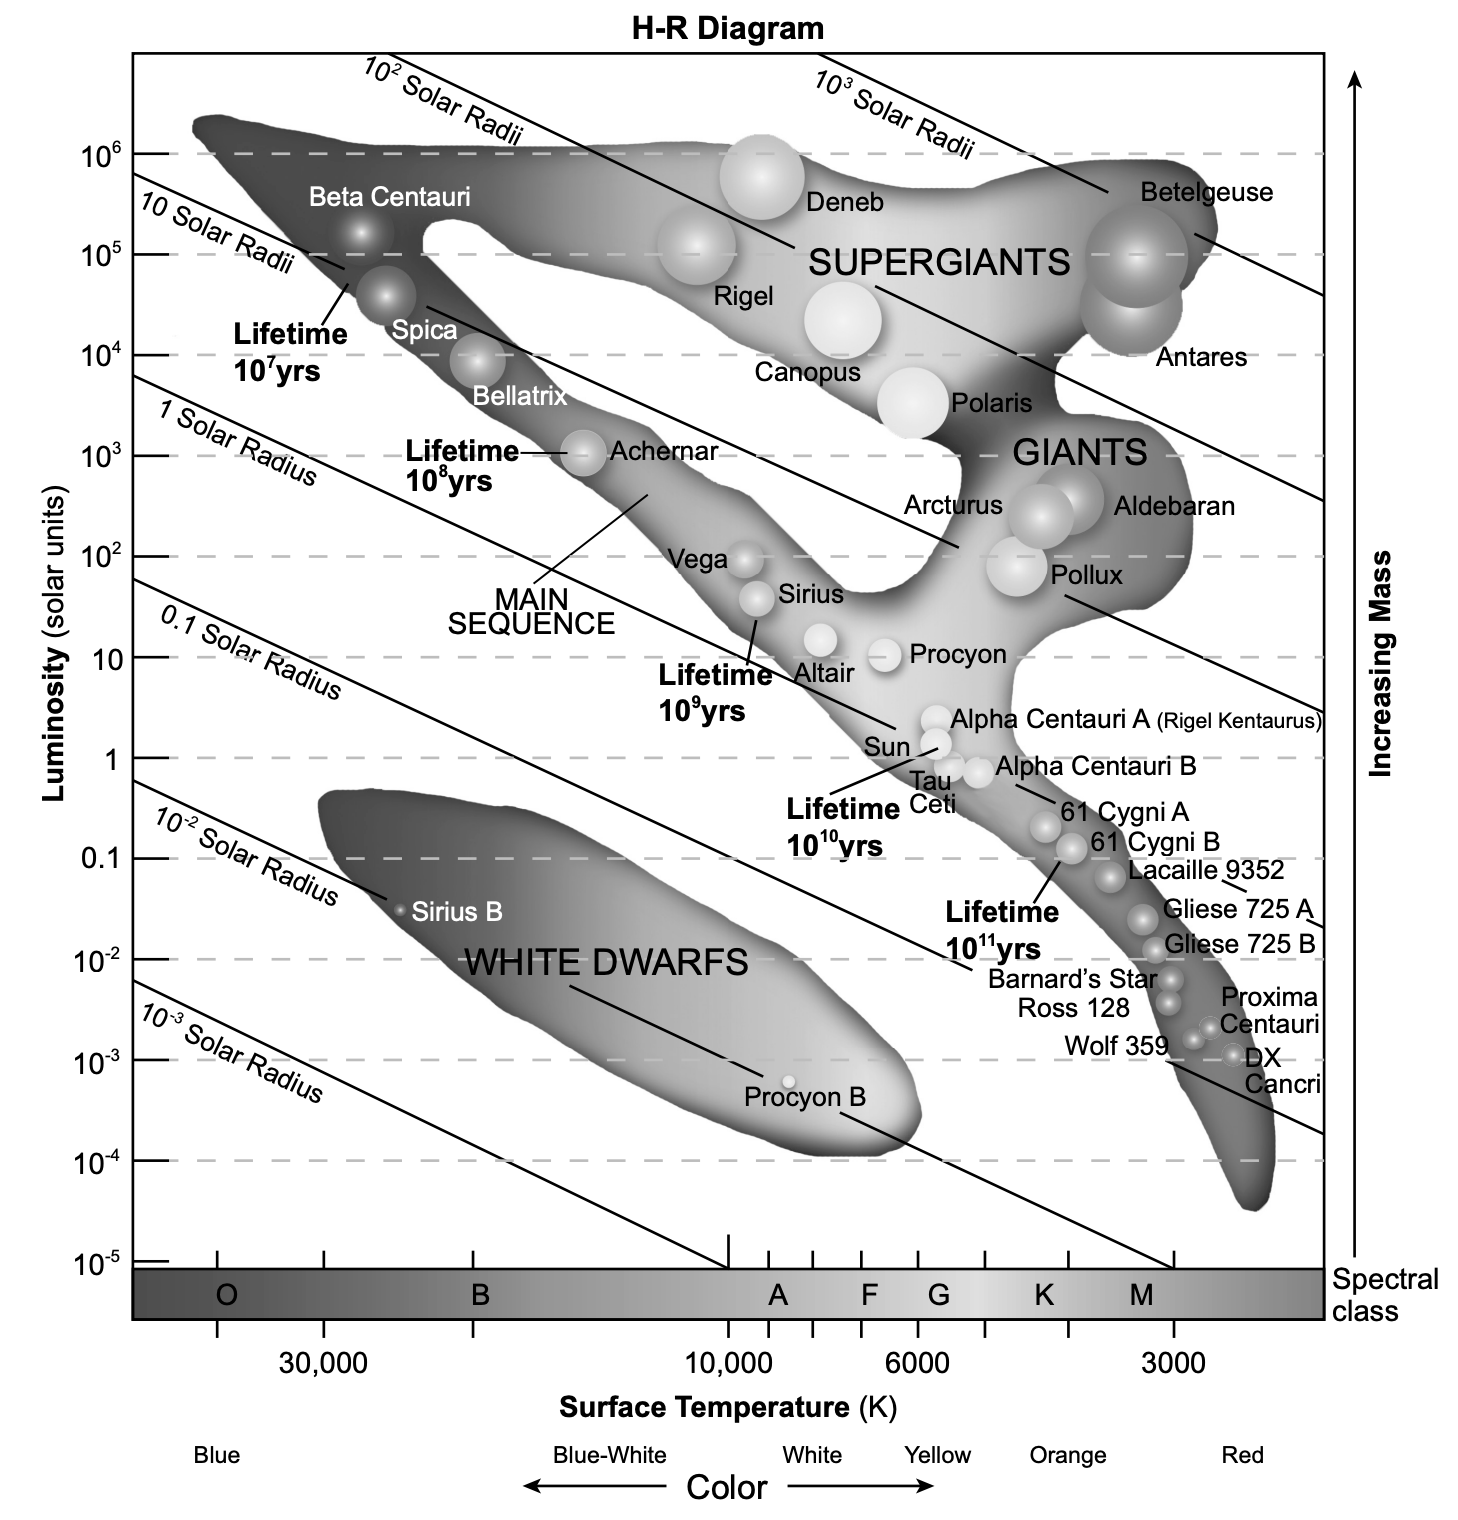 H-R Diagram
10² Solar Radii
10³ Solar Radii
10⁶
Beta Centauri
Deneb
Betelgeuse
10 Solar Radii
10⁵
SUPERGIANTS
Rigel
Lifetime
10⁷yrs
Spica
10⁴
Canopus
Antares
Bellatrix
Polaris
1 Solar Radius
Lifetime
10⁸yrs
Achernar
GIANTS
10³
Arcturus
Aldebaran
10²
Vega
Pollux
MAIN
SEQUENCE
Sirius
0.1 Solar Radius
10
Altair
Procyon
Lifetime
10⁹yrs
Alpha Centauri A (Rigel Kentaurus)
Sun
1
Tau
Ceti
Alpha Centauri B
Lifetime
10¹⁰yrs
61 Cygni A
61 Cygni B
10⁻² Solar Radius
0.1
Lacaille 9352
Sirius B
Lifetime
10¹¹yrs
Gliese 725 A
Gliese 725 B
10⁻²
WHITE DWARFS
Barnard's Star
Ross 128
Proxima
Centauri
10⁻³ Solar Radius
Wolf 359
10⁻³
DX
Cancri
Procyon B
10⁻⁴
10⁻⁵
Luminosity (solar units)
Increasing Mass
O B A F G K M
Spectral
class
30,000 10,000 6000 3000
Surface Temperature (K)
Blue Blue-White White Yellow Orange Red
Color